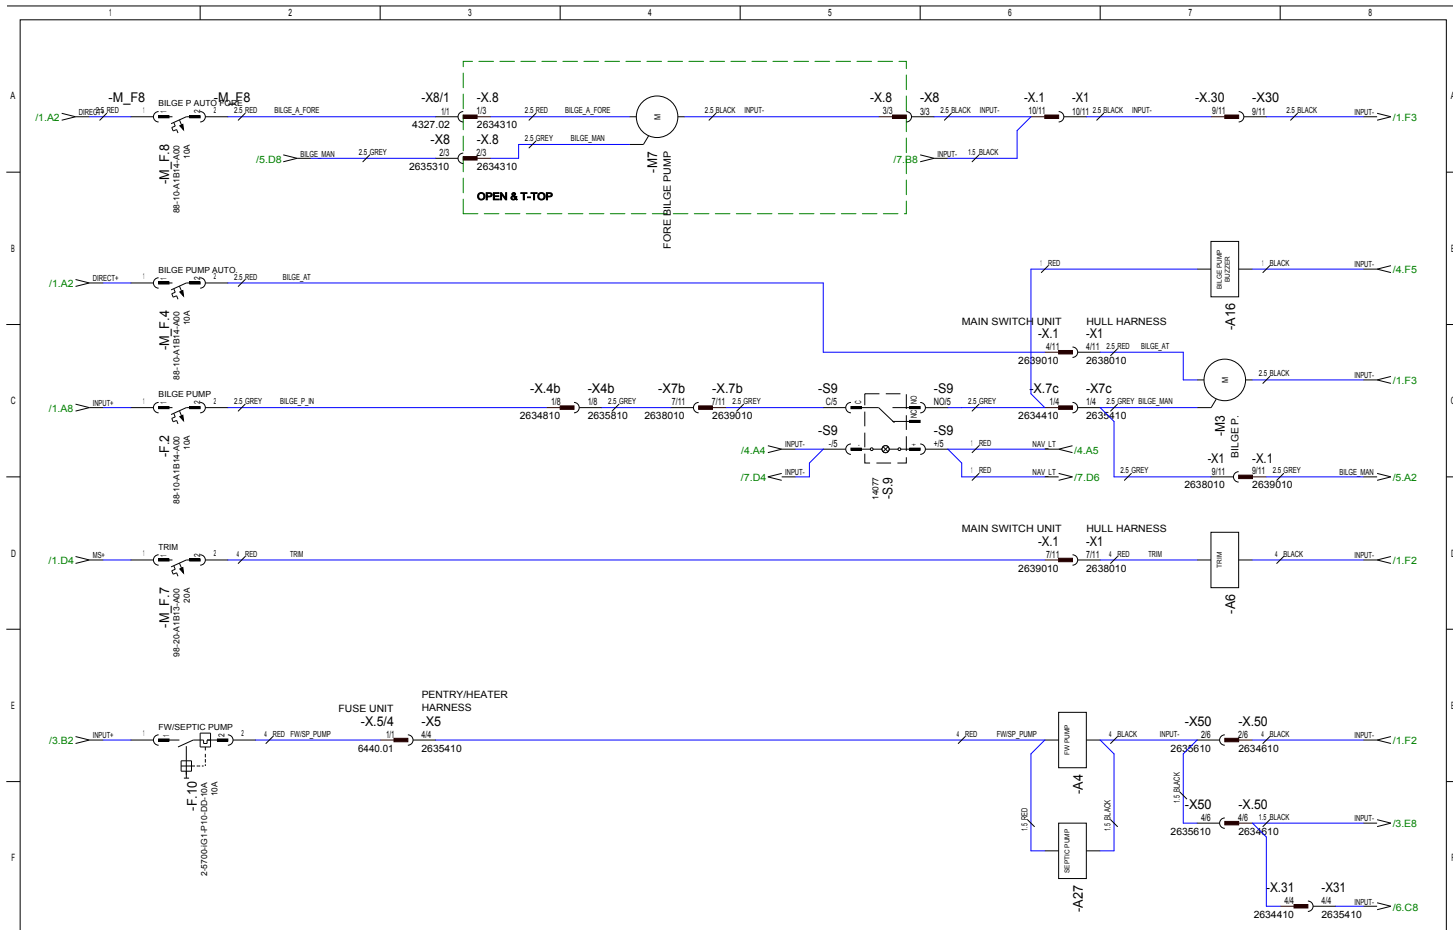 1 2 3 4 5 6 7 8
A
-M_F8 BILGE P AUTO FORE -M_F8 -X8/1 -X.8 -X.8 -X8 -X.1 -X1 -X.30 -X30
/1.A2 DIRECT+ 2.5 RED 1 2 2.5 RED BILGE_A_FORE 1/1 1/3 2.5 RED BILGE_A_FORE M 2.5 BLACK INPUT- 3/3 3/3 2.5 BLACK INPUT- 10/11 10/11 2.5 BLACK INPUT- 9/11 9/11 2.5 BLACK INPUT- /1.F3
4327.02 2634310
-X8 -X.8
/5.D8 BILGE_MAN 2.5 GREY 2/3 2/3 2.5 GREY BILGE_MAN
2635310 2634310
/7.B8 INPUT- 1.5 BLACK
-M_F.8
88-10-A1B14-A00
10A
-M7
FORE BILGE PUMP
OPEN & T-TOP
B
BILGE PUMP AUTO.
/1.A2 DIRECT+ 1 2 2.5 RED BILGE_AT
-M_F.4
88-10-A1B14-A00
10A
1 RED BILGE PUMP BUZZER 1 BLACK INPUT- /4.F5
-A16
MAIN SWITCH UNIT HULL HARNESS
-X.1 -X1
4/11 4/11 2.5 RED BILGE_AT
2639010 2638010
C
BILGE PUMP
/1.A8 INPUT+ 1 2 2.5 GREY BILGE_P_IN
-F.2
88-10-A1B14-A00
10A
-X.4b -X4b -X7b -X.7b -S9 -S9 -X.7c -X7c
1/8 1/8 2.5 GREY 7/11 7/11 2.5 GREY C/5 C NO NC NO/5 2.5 GREY 1/4 1/4 2.5 GREY BILGE_MAN
2634810 2635810 2638010 2639010 2634410 2635410
M 2.5 BLACK INPUT- /1.F3
-M3
BILGE P.
-S9 -S9
/4.A4 INPUT- -/5 - + +/5 1 RED NAV_LT /4.A5
/7.D4 INPUT- 1 RED NAV_LT /7.D6
14077
-S.9
-X1 -X.1
2.5 GREY 9/11 9/11 2.5 GREY BILGE_MAN /5.A2
2638010 2639010
D
TRIM
/1.D4 MS+ 1 2 4 RED TRIM
-M_F.7
98-20-A1B13-A00
20A
MAIN SWITCH UNIT HULL HARNESS
-X.1 -X1
7/11 7/11 4 RED TRIM TRIM 4 BLACK INPUT- /1.F2
2639010 2638010
-A6
E
FW/SEPTIC PUMP
/3.B2 INPUT+ 1 2 4 RED FW/SP_PUMP
-F.10
2-5700-IG1-P10-DD-10A
10A
FUSE UNIT PENTRY/HEATER
HARNESS
-X.5/4 -X5
1/1 4/4
6440.01 2635410
4 RED FW/SP_PUMP FW PUMP 4 BLACK INPUT-
-A4
-X50 -X.50
2/6 2/6 4 BLACK INPUT- /1.F2
2635610 2634610
1.5 RED 1.5 BLACK 1.5 BLACK
-X50 -X.50
4/6 4/6 1.5 BLACK INPUT- /3.E8
2635610 2634610
F
SEPTIC PUMP
-A27
-X.31 -X31
4/4 4/4 INPUT- /6.C8
2634410 2635410